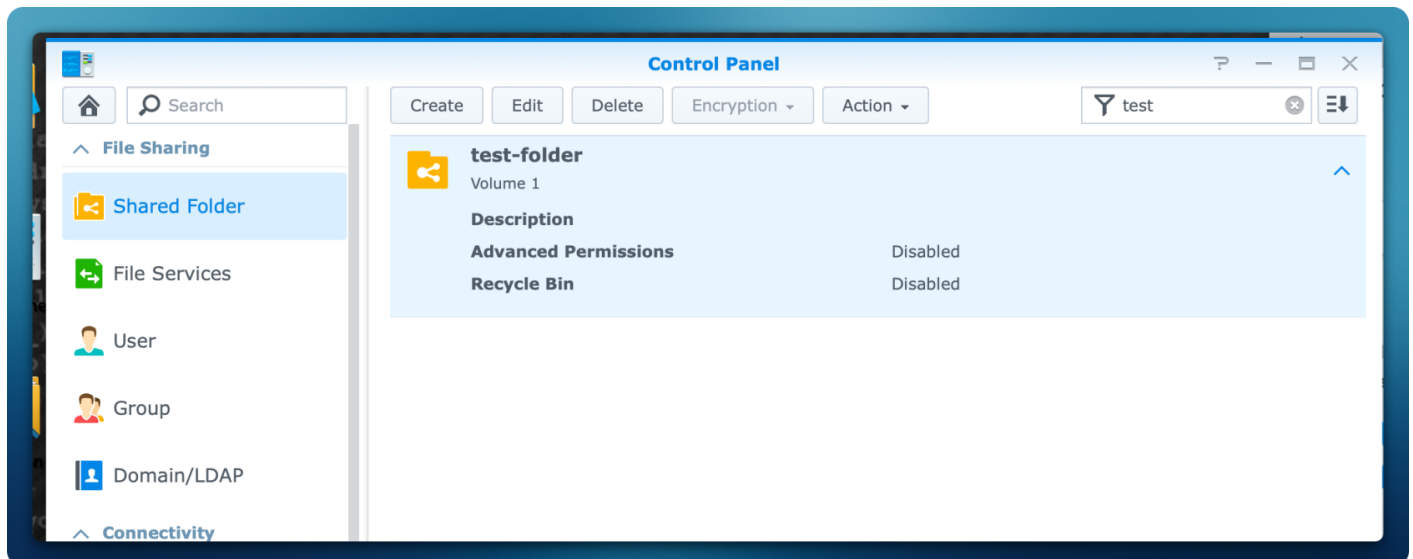 Control Panel
Search
Create Edit Delete Encryption Action test
File Sharing
test-folder
Volume 1
Shared Folder
Description
Advanced Permissions Disabled
File Services
Recycle Bin Disabled
User
Group
Domain/LDAP
Connectivity